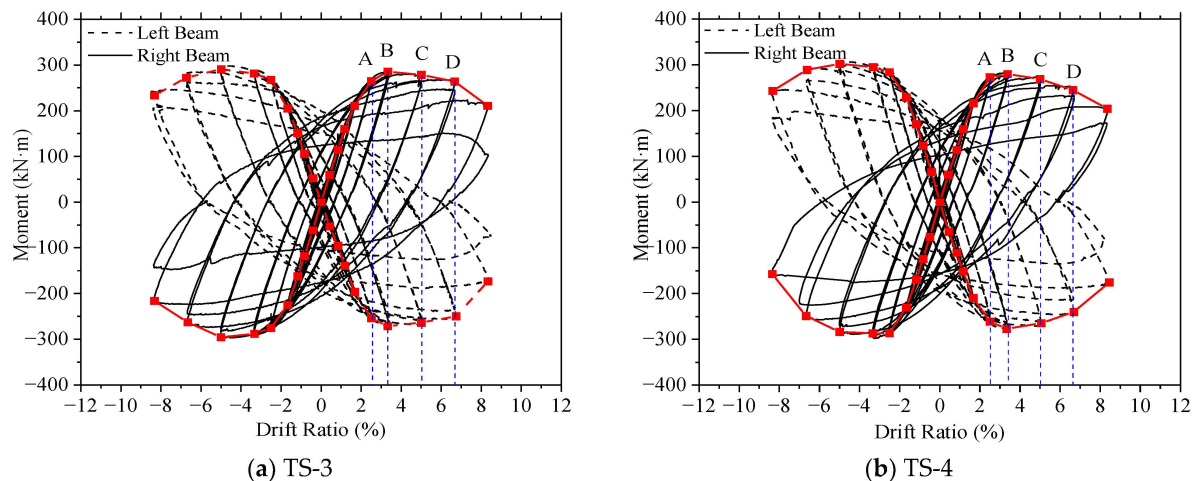 400
300
200
100
0
−100
−200
−300
−400
Moment (kN·m)
Left Beam
Right Beam
A
B
C
D
−12 −10 −8 −6 −4 −2 0 2 4 6 8 10 12
Drift Ratio (%)
(a) TS-3
400
300
200
100
0
−100
−200
−300
−400
Moment (kN·m)
Left Beam
Right Beam
A
B
C
D
−12 −10 −8 −6 −4 −2 0 2 4 6 8 10 12
Drift Ratio (%)
(b) TS-4